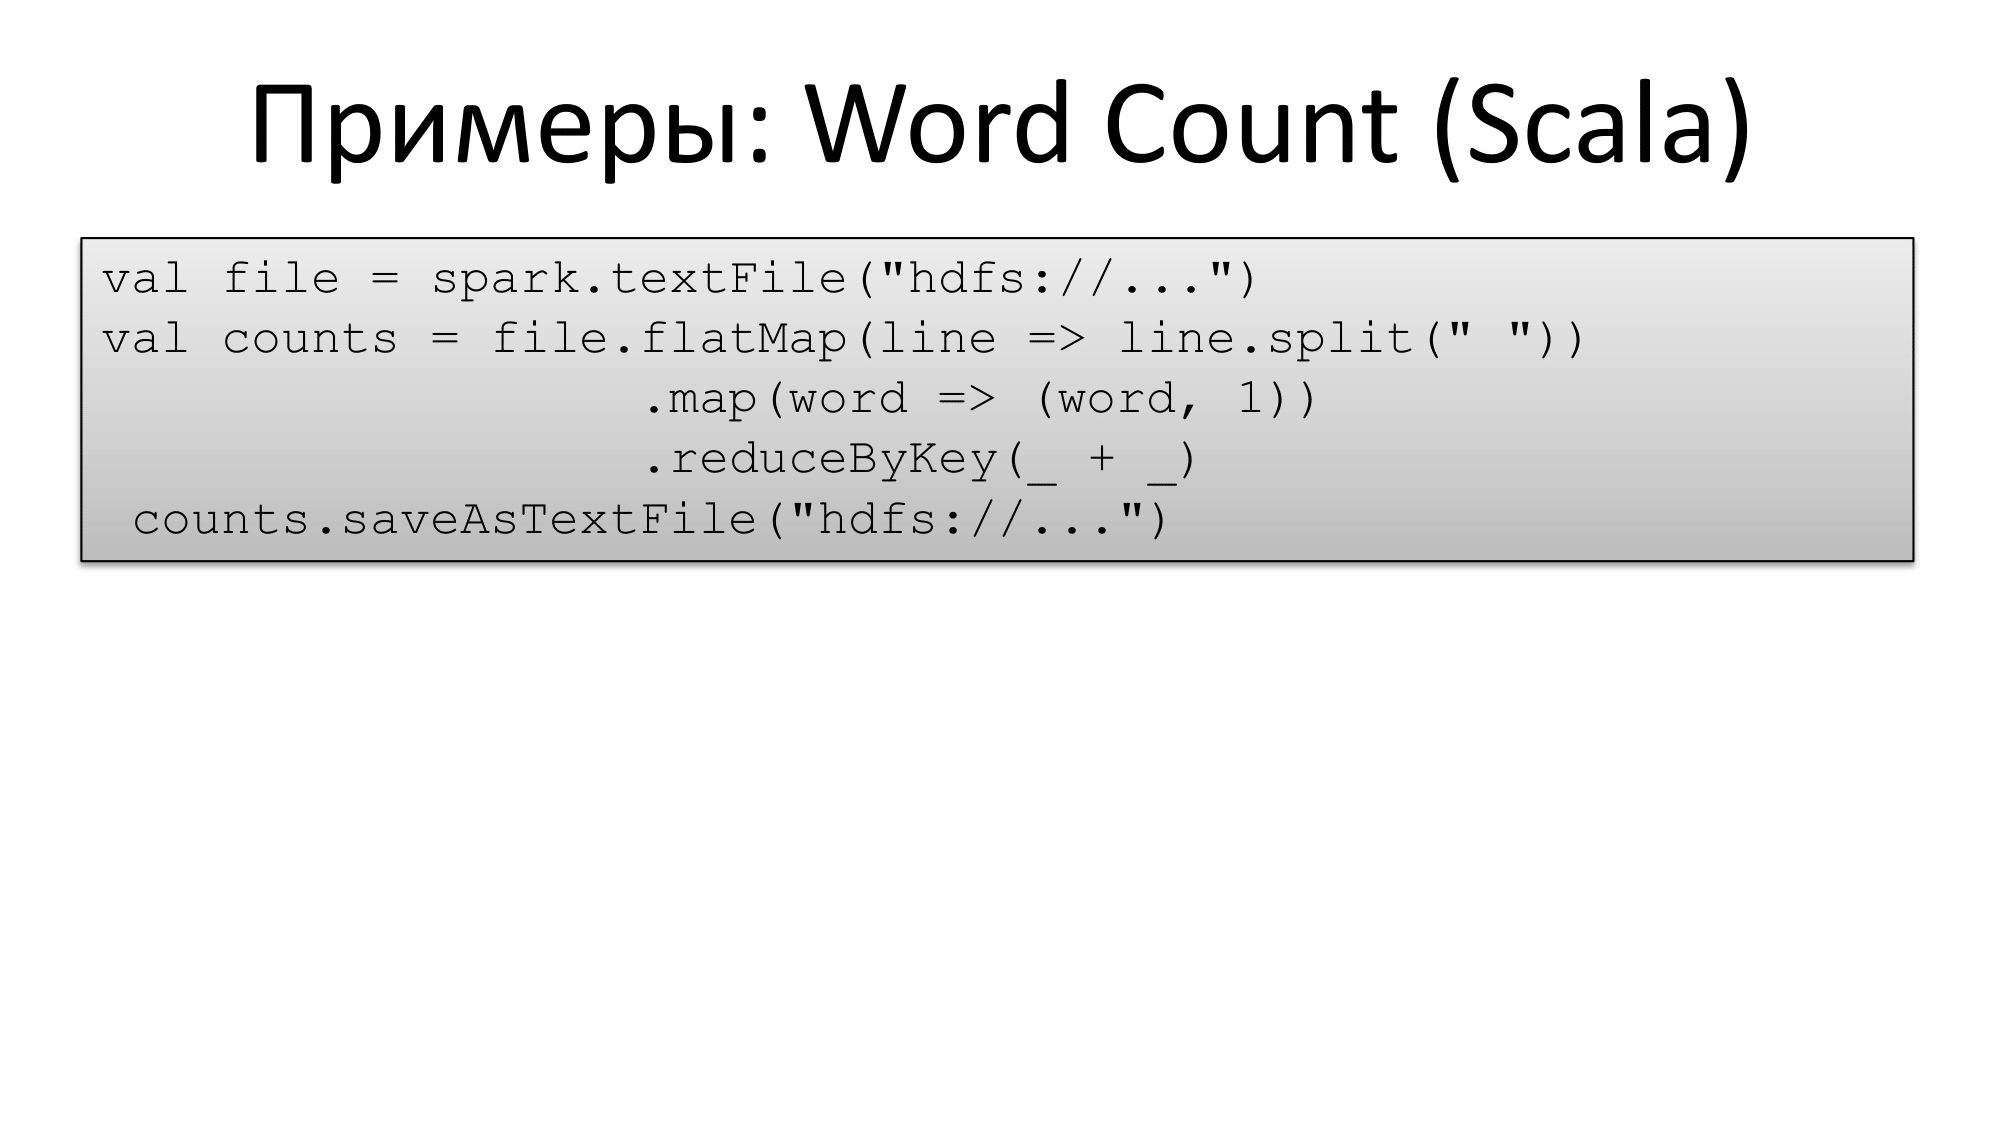 Примеры: Word Count (Scala)
val file = spark.textFile("hdfs://...")
val counts = file.flatMap(line => line.split(" "))
                  .map(word => (word, 1))
                  .reduceByKey(_ + _)
 counts.saveAsTextFile("hdfs://...")